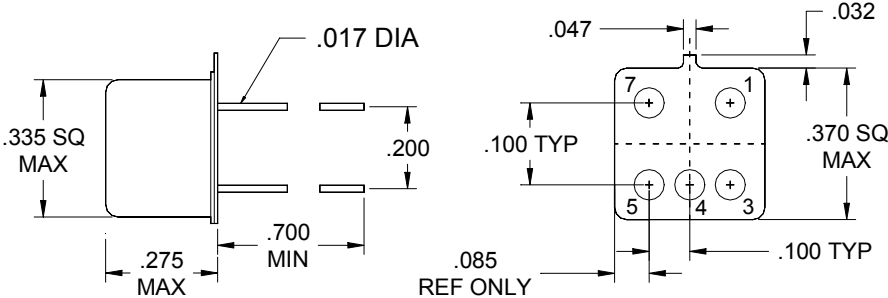 .017 DIA
.335 SQ
MAX
.200
.700
MIN
.275
MAX
.047
.032
7
1
.100 TYP
.370 SQ
MAX
5
4
3
.085
REF ONLY
.100 TYP